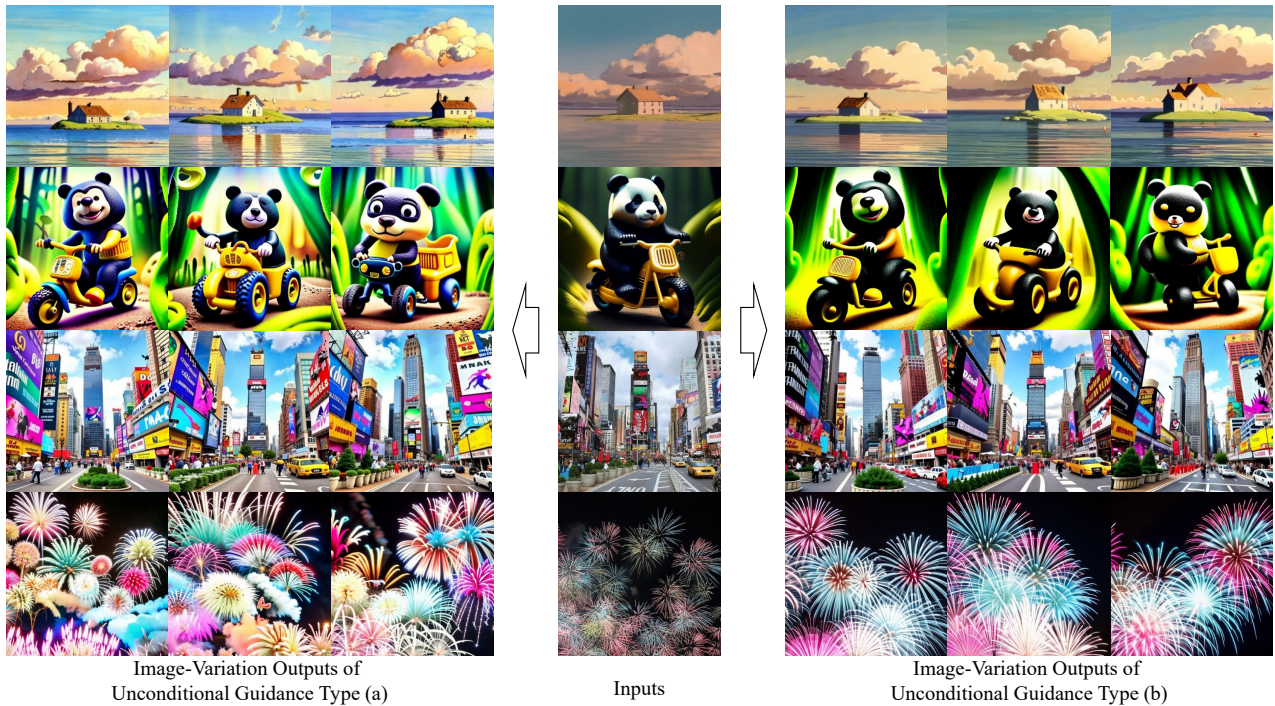 Image-Variation Outputs of
Unconditional Guidance Type (a)
Inputs
Image-Variation Outputs of
Unconditional Guidance Type (b)